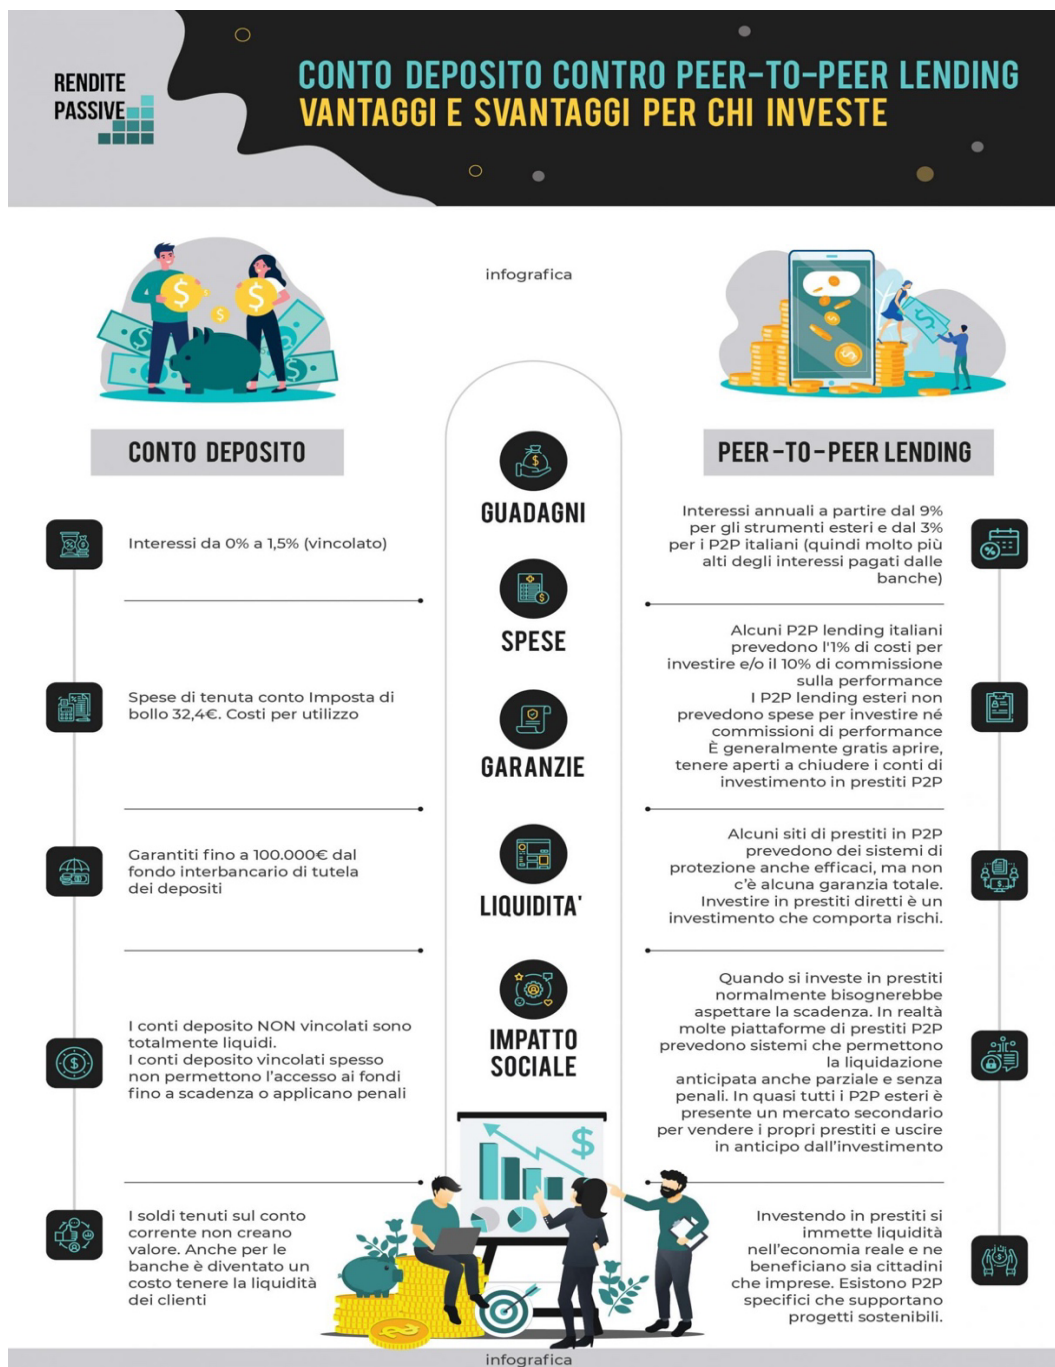 RENDITE
PASSIVE
CONTO DEPOSITO CONTRO PEER-TO-PEER LENDING
VANTAGGI E SVANTAGGI PER CHI INVESTE
infografica
CONTO DEPOSITO
Interessi da 0% a 1,5% (vincolato)
Spese di tenuta conto Imposta di
bollo 32,4€. Costi per utilizzo
Garantiti fino a 100.000€ dal
fondo interbancario di tutela
dei depositi
I conti deposito NON vincolati sono
totalmente liquidi.
I conti deposito vincolati spesso
non permettono l'accesso ai fondi
fino a scadenza o applicano penali
I soldi tenuti sul conto
corrente non creano
valore. Anche per le
banche è diventato un
costo tenere la liquidità
dei clienti
GUADAGNI
SPESE
GARANZIE
LIQUIDITA'
IMPATTO
SOCIALE
PEER-TO-PEER LENDING
Interessi annuali a partire dal 9%
per gli strumenti esteri e dal 3%
per i P2P italiani (quindi molto più
alti degli interessi pagati dalle
banche)
Alcuni P2P lending italiani
prevedono l'1% di costi per
investire e/o il 10% di commissione
sulla performance
I P2P lending esteri non
prevedono spese per investire né
commissioni di performance
È generalmente gratis aprire,
tenere aperti a chiudere i conti di
investimento in prestiti P2P
Alcuni siti di prestiti in P2P
prevedono dei sistemi di
protezione anche efficaci, ma non
c'è alcuna garanzia totale.
Investire in prestiti diretti è un
investimento che comporta rischi.
Quando si investe in prestiti
normalmente bisognerebbe
aspettare la scadenza. In realtà
molte piattaforme di prestiti P2P
prevedono sistemi che permettono
la liquidazione
anticipata anche parziale e senza
penali. In quasi tutti i P2P esteri è
presente un mercato secondario
per vendere i propri prestiti e uscire
in anticipo dall'investimento
Investendo in prestiti si
immette liquidità
nell'economia reale e ne
beneficiano sia cittadini
che imprese. Esistono P2P
specifici che supportano
progetti sostenibili.
infografica